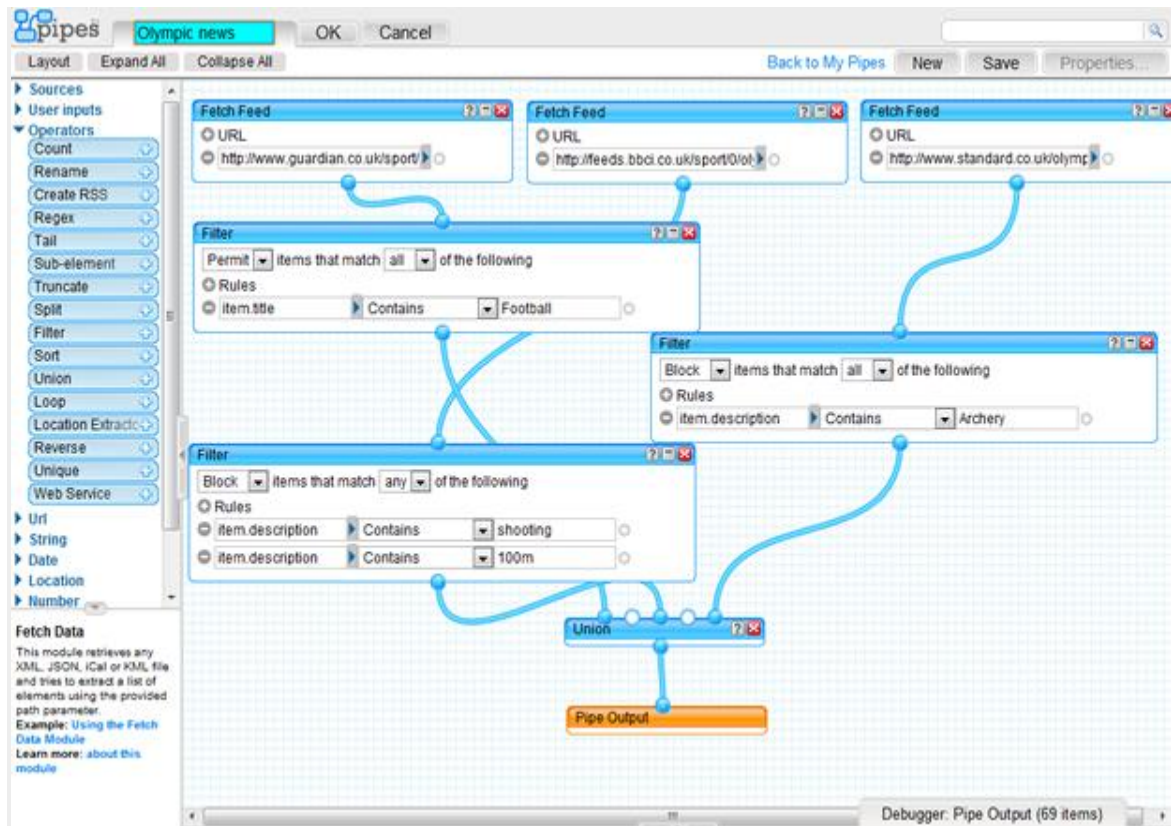 pipes Olympic news OK Cancel
Layout Expand All Collapse All Back to My Pipes New Save Properties...
Sources
User inputs
Operators
Count
Rename
Create RSS
Regex
Tail
Sub-element
Truncate
Split
Filter
Sort
Union
Loop
Location Extractor
Reverse
Unique
Web Service
Url
String
Date
Location
Number
Fetch Data
This module retrieves any
XML, JSON, iCal or KML file
and tries to extract a list of
elements using the provided
path parameter.
Example: Using the Fetch
Data Module
Learn more: about this
module
Fetch Feed ?
URL
http://www.guardian.co.uk/sport/
Fetch Feed ?
URL
http://feeds.bbci.co.uk/sport/0/ol
Fetch Feed ?
URL
http://www.standard.co.uk/olymp
Filter ?
Permit items that match all of the following
Rules
item.title Contains Football
Filter ?
Block items that match all of the following
Rules
item.description Contains Archery
Filter ?
Block items that match any of the following
Rules
item.description Contains shooting
item.description Contains 100m
Union ?
Pipe Output
Debugger: Pipe Output (69 items)